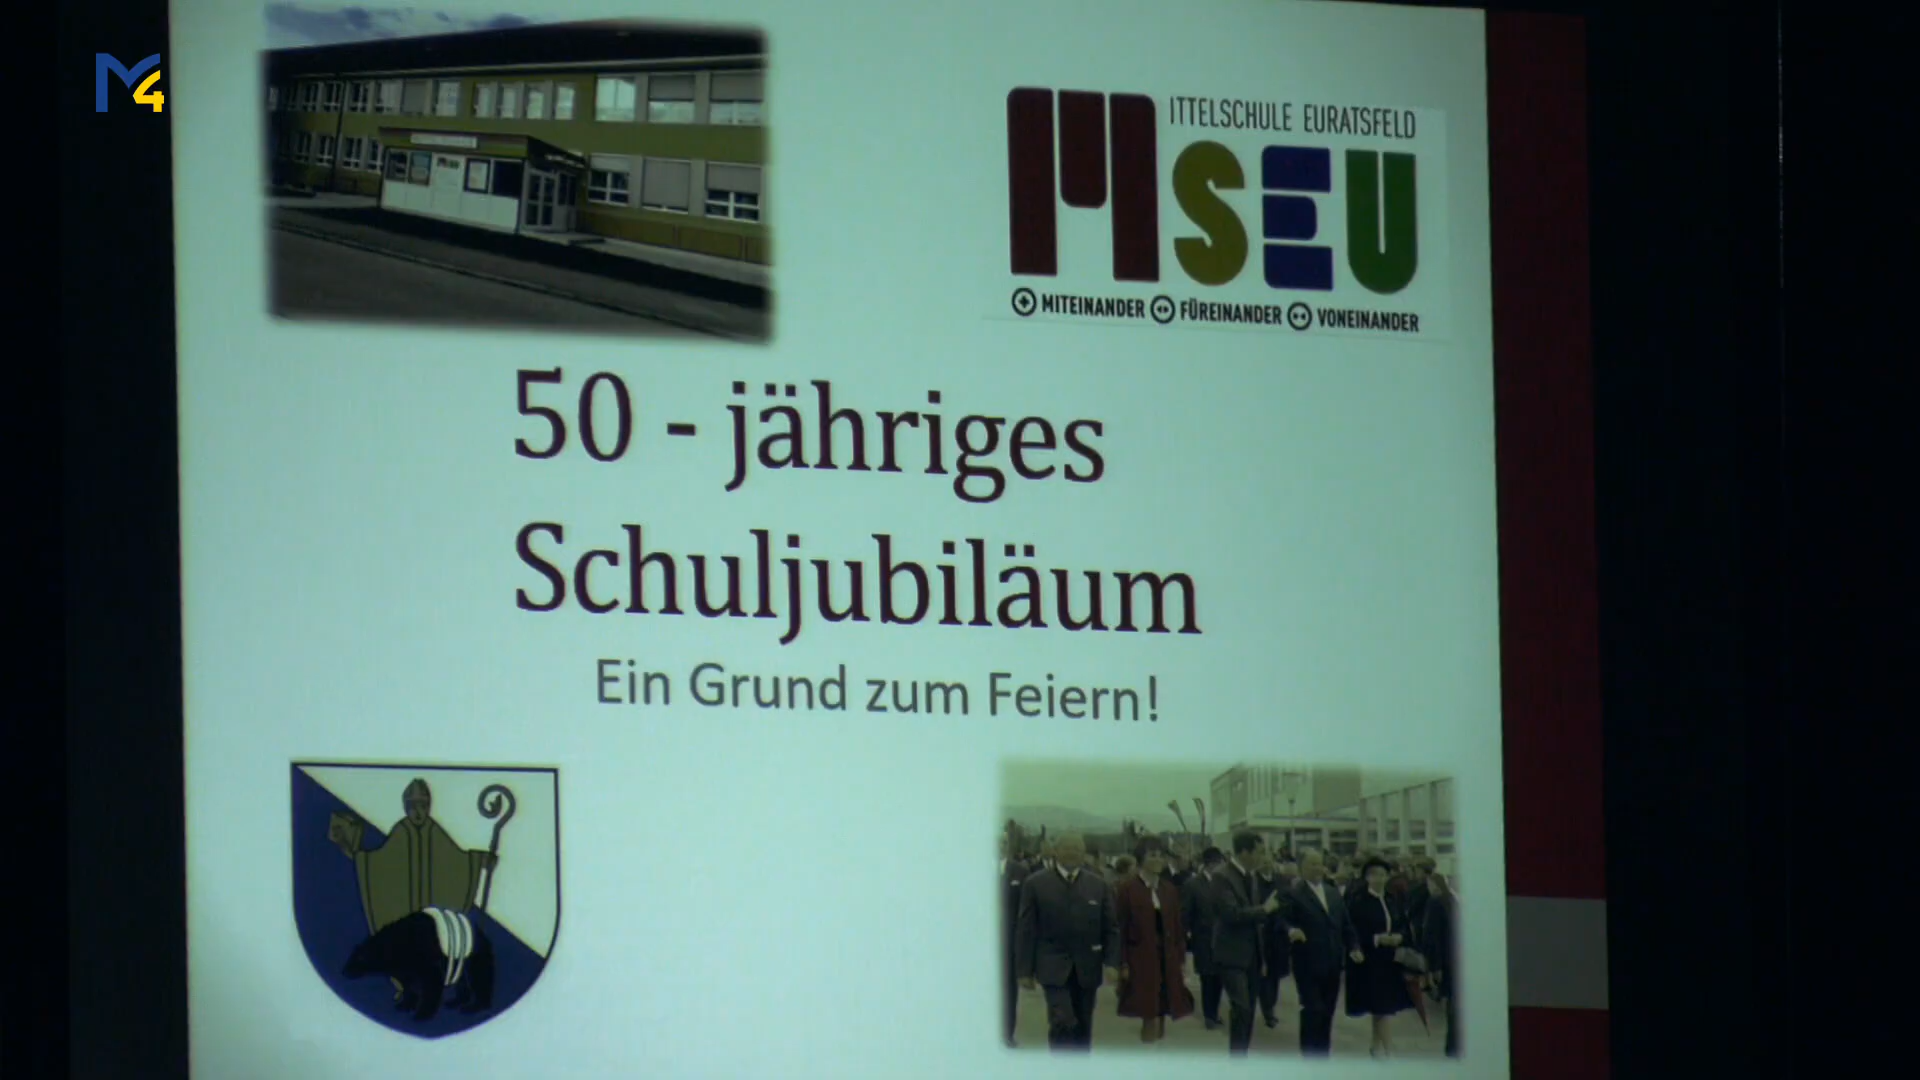 M4
ITTELSCHULE EURATSFELD
MSEU
MITEINANDER FÜREINANDER VONEINANDER
50 - jähriges
Schuljubiläum
Ein Grund zum Feiern!